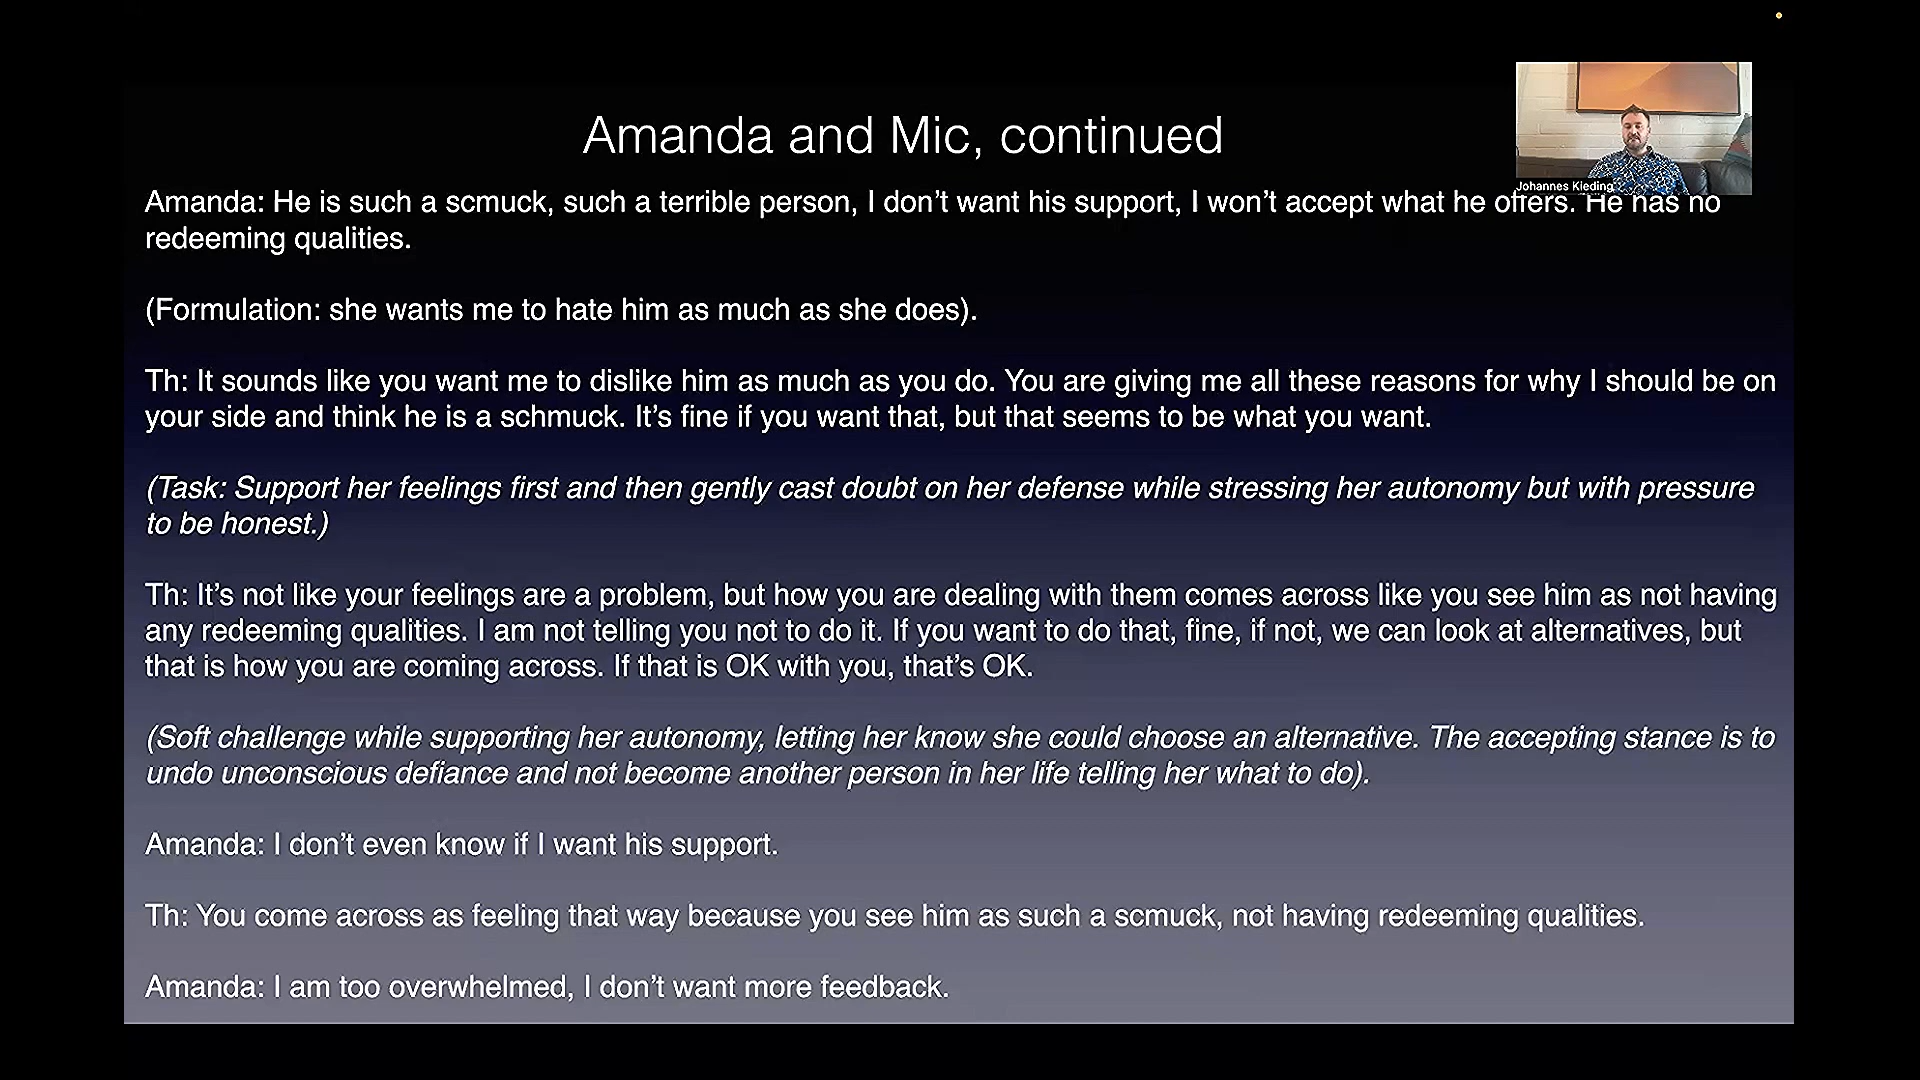 Amanda and Mic, continued
Johannes Kieding
Amanda: He is such a scmuck, such a terrible person, I don’t want his support, I won’t accept what he offers. He has no
redeeming qualities.
(Formulation: she wants me to hate him as much as she does).
Th: It sounds like you want me to dislike him as much as you do. You are giving me all these reasons for why I should be on
your side and think he is a schmuck. It’s fine if you want that, but that seems to be what you want.
(Task: Support her feelings first and then gently cast doubt on her defense while stressing her autonomy but with pressure
to be honest.)
Th: It’s not like your feelings are a problem, but how you are dealing with them comes across like you see him as not having
any redeeming qualities. I am not telling you not to do it. If you want to do that, fine, if not, we can look at alternatives, but
that is how you are coming across. If that is OK with you, that’s OK.
(Soft challenge while supporting her autonomy, letting her know she could choose an alternative. The accepting stance is to
undo unconscious defiance and not become another person in her life telling her what to do).
Amanda: I don’t even know if I want his support.
Th: You come across as feeling that way because you see him as such a scmuck, not having redeeming qualities.
Amanda: I am too overwhelmed, I don’t want more feedback.